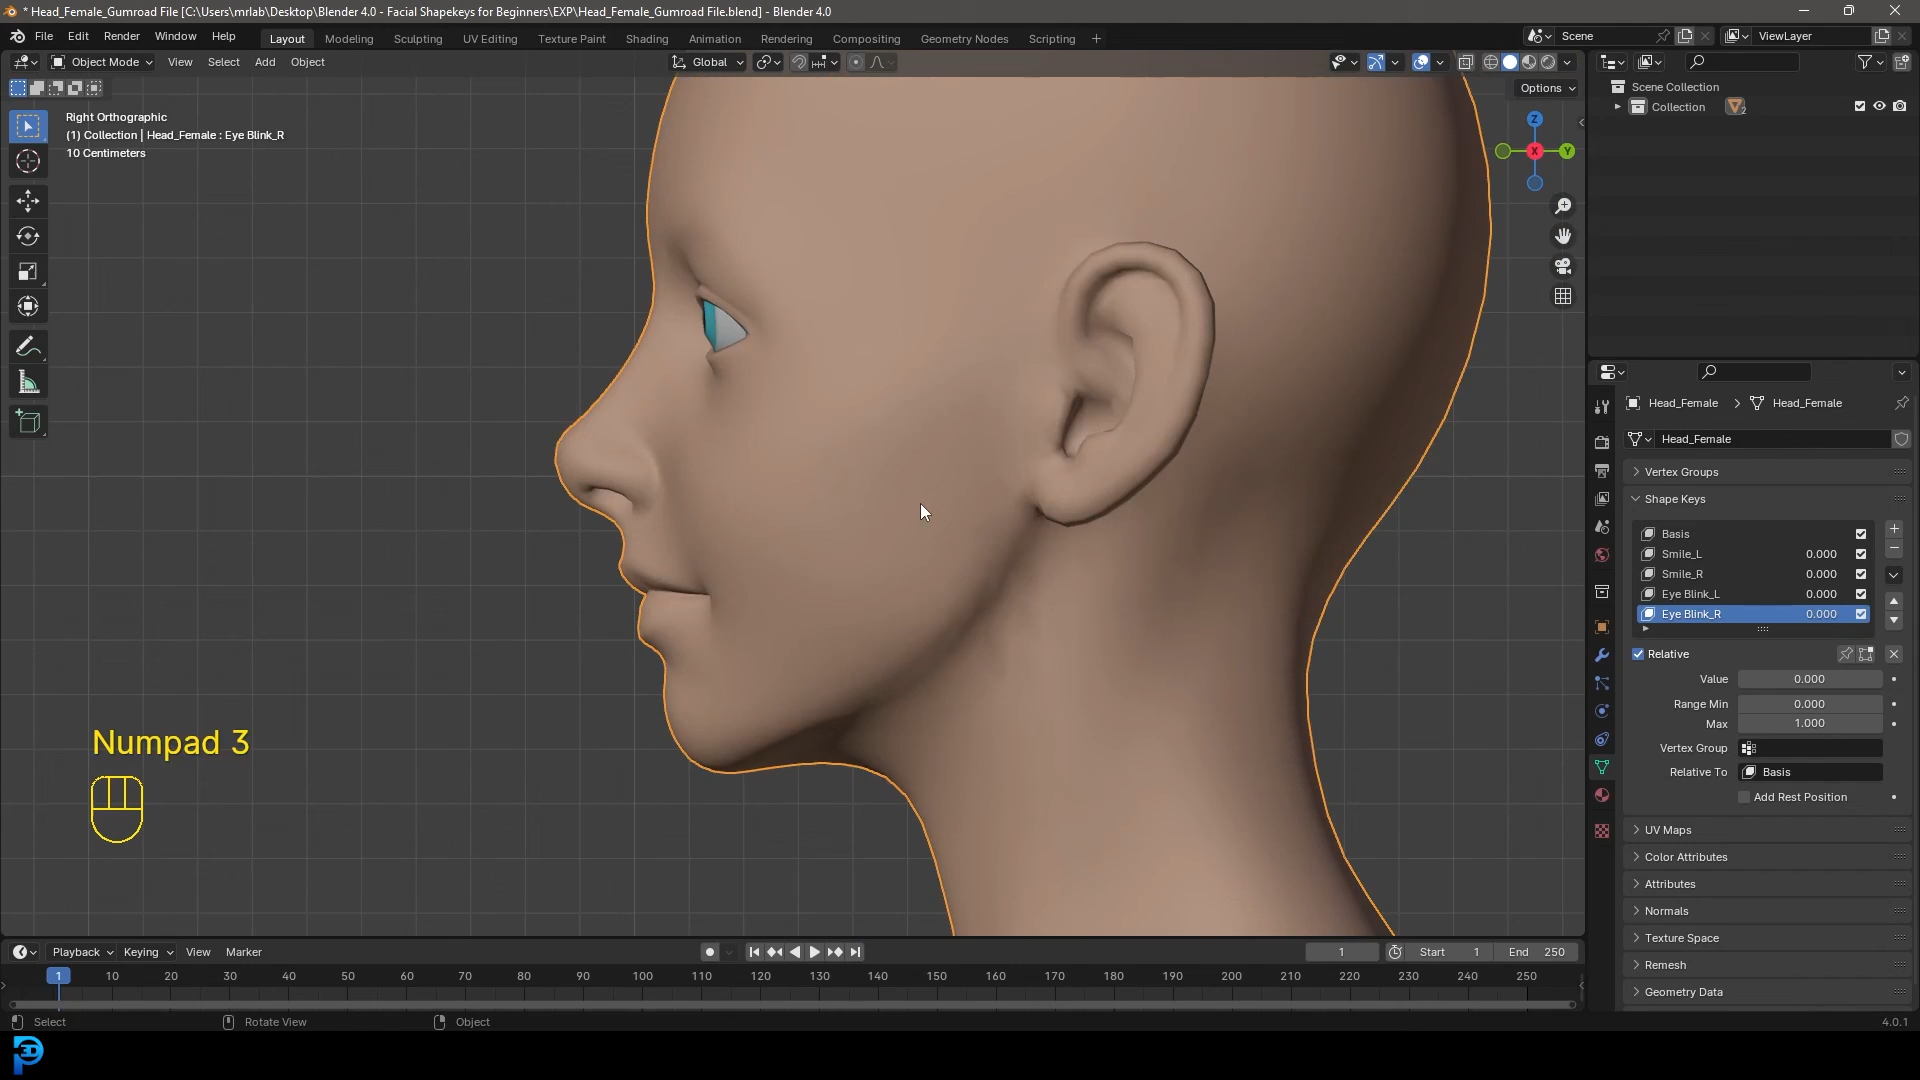 * Head_Female_Gumroad File [C:\Users\mrlab\Desktop\Blender 4.0 - Facial Shapekeys for Beginners\EXP\Head_Female_Gumroad File.blend] - Blender 4.0
File Edit Render Window Help
Layout Modeling Sculpting UV Editing Texture Paint Shading Animation Rendering Compositing Geometry Nodes Scripting +
Scene
ViewLayer
Object Mode View Select Add Object
Global
Options
Right Orthographic
(1) Collection | Head_Female : Eye Blink_R
10 Centimeters
Z
X
Y
Scene Collection
Collection 2
Head_Female > Head_Female
Head_Female
Vertex Groups
Shape Keys
Basis
Smile_L 0.000
Smile_R 0.000
Eye Blink_L 0.000
Eye Blink_R 0.000
Relative
Value 0.000
Range Min 0.000
Max 1.000
Vertex Group
Relative To Basis
Add Rest Position
UV Maps
Color Attributes
Attributes
Normals
Texture Space
Remesh
Geometry Data
Numpad 3
Playback Keying View Marker
1 Start 1 End 250
1 10 20 30 40 50 60 70 80 90 100 110 120 130 140 150 160 170 180 190 200 210 220 230 240 250
Select Rotate View Object
4.0.1